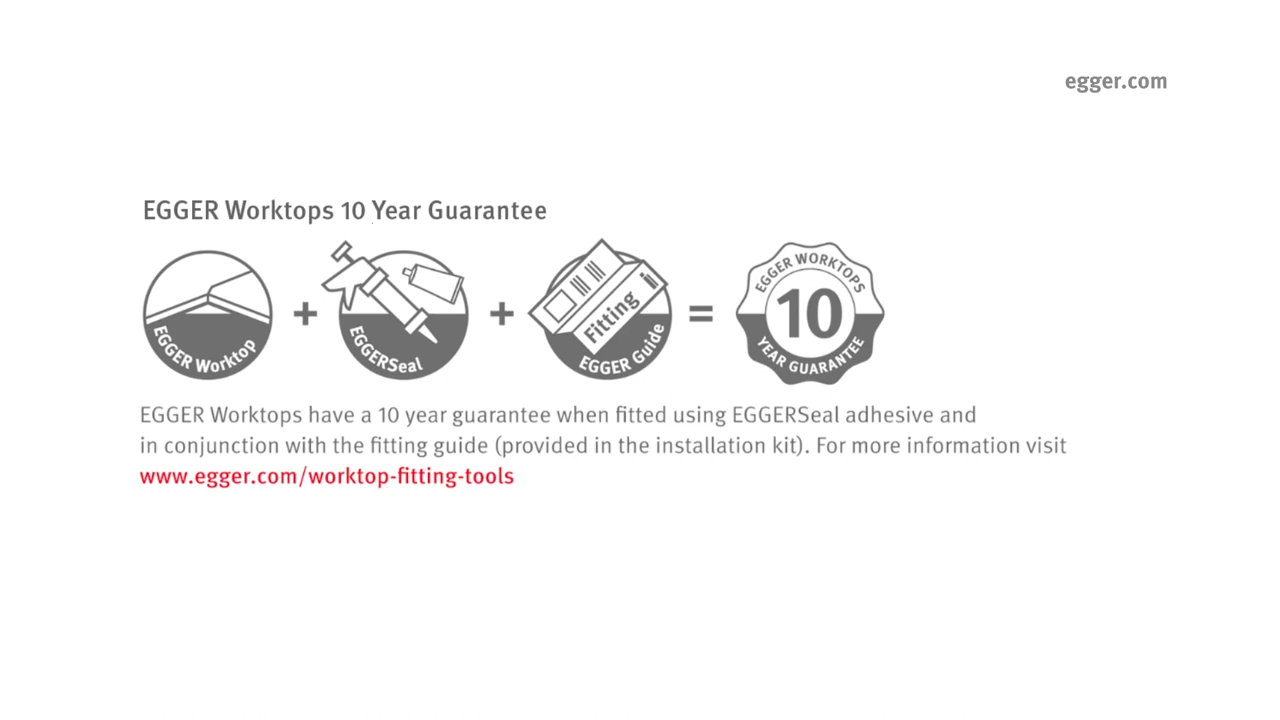 egger.com
EGGER Worktops 10 Year Guarantee
EGGER Worktop
+
EGGERSeal
+
Fitting
i
EGGER Guide
=
EGGER WORKTOPS
10
YEAR GUARANTEE
EGGER Worktops have a 10 year guarantee when fitted using EGGERSeal adhesive and
in conjunction with the fitting guide (provided in the installation kit). For more information visit
www.egger.com/worktop-fitting-tools